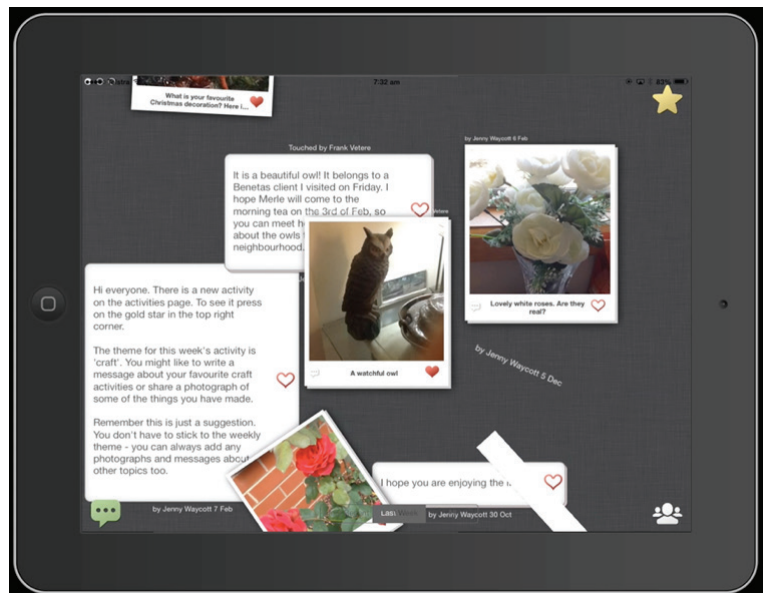 7:32 am
83%
What is your favourite
Christmas decoration? Here i...
Touched by Frank Vetere
by Jenny Waycott 6 Feb
It is a beautiful owl! It belongs to a
Benetas client I visited on Friday. I
hope Merle will come to the
morning tea on the 3rd of Feb, so
you can meet
about the owls
neighbourhood.
Vetere
Lovely white roses. Are they
real?
Hi everyone. There is a new activity
on the activities page. To see it press
on the gold star in the top right
corner.
The theme for this week's activity is
'craft'. You might like to write a
message about your favourite craft
activities or share a photograph of
some of the things you have made.
Remember this is just a suggestion.
You don't have to stick to the weekly
theme - you can always add any
photographs and messages about
other topics too.
A watchful owl
by Jenny Waycott 5 Dec
I hope you are enjoying the
by Jenny Waycott 7 Feb
by Jenny Waycott 30 Oct